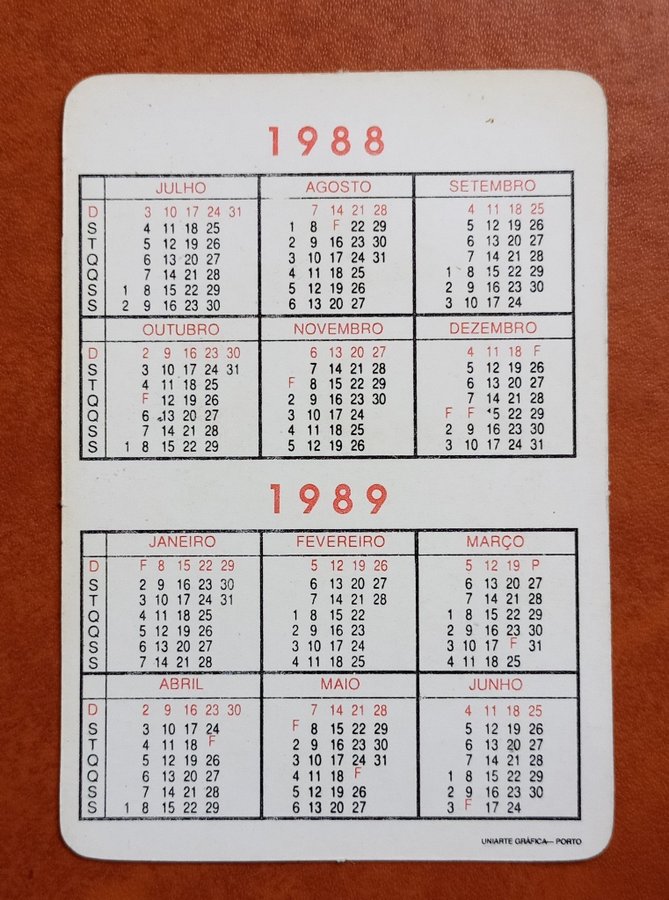 1988
JULHO AGOSTO SETEMBRO
D 3 10 17 24 31 7 14 21 28 4 11 18 25
S 4 11 18 25 1 8 F 22 29 5 12 19 26
T 5 12 19 26 2 9 16 23 30 6 13 20 27
Q 6 13 20 27 3 10 17 24 31 7 14 21 28
Q 7 14 21 28 4 11 18 25 1 8 15 22 29
S 1 8 15 22 29 5 12 19 26 2 9 16 23 30
S 2 9 16 23 30 6 13 20 27 3 10 17 24
OUTUBRO NOVEMBRO DEZEMBRO
D 2 9 16 23 30 6 13 20 27 4 11 18 F
S 3 10 17 24 31 7 14 21 28 5 12 19 26
T 4 11 18 25 F 8 15 22 29 6 13 20 27
Q F 12 19 26 2 9 16 23 30 7 14 21 28
Q 6 13 20 27 3 10 17 24 F F 15 22 29
S 7 14 21 28 4 11 18 25 2 9 16 23 30
S 1 8 15 22 29 5 12 19 26 3 10 17 24 31
1989
JANEIRO FEVEREIRO MARÇO
D F 8 15 22 29 5 12 19 26 5 12 19 P
S 2 9 16 23 30 6 13 20 27 6 13 20 27
T 3 10 17 24 31 7 14 21 28 7 14 21 28
Q 4 11 18 25 1 8 15 22 1 8 15 22 29
Q 5 12 19 26 2 9 16 23 2 9 16 23 30
S 6 13 20 27 3 10 17 24 3 10 17 F 31
S 7 14 21 28 4 11 18 25 4 11 18 25
ABRIL MAIO JUNHO
D 2 9 16 23 30 7 14 21 28 4 11 18 25
S 3 10 17 24 F 8 15 22 29 5 12 19 26
T 4 11 18 F 2 9 16 23 30 6 13 20 27
Q 5 12 19 26 3 10 17 24 31 7 14 21 28
Q 6 13 20 27 4 11 18 F 1 8 15 22 29
S 7 14 21 28 5 12 19 26 2 9 16 23 30
S 1 8 15 22 29 6 13 20 27 3 F 17 24
UNIARTE GRÁFICA — PORTO